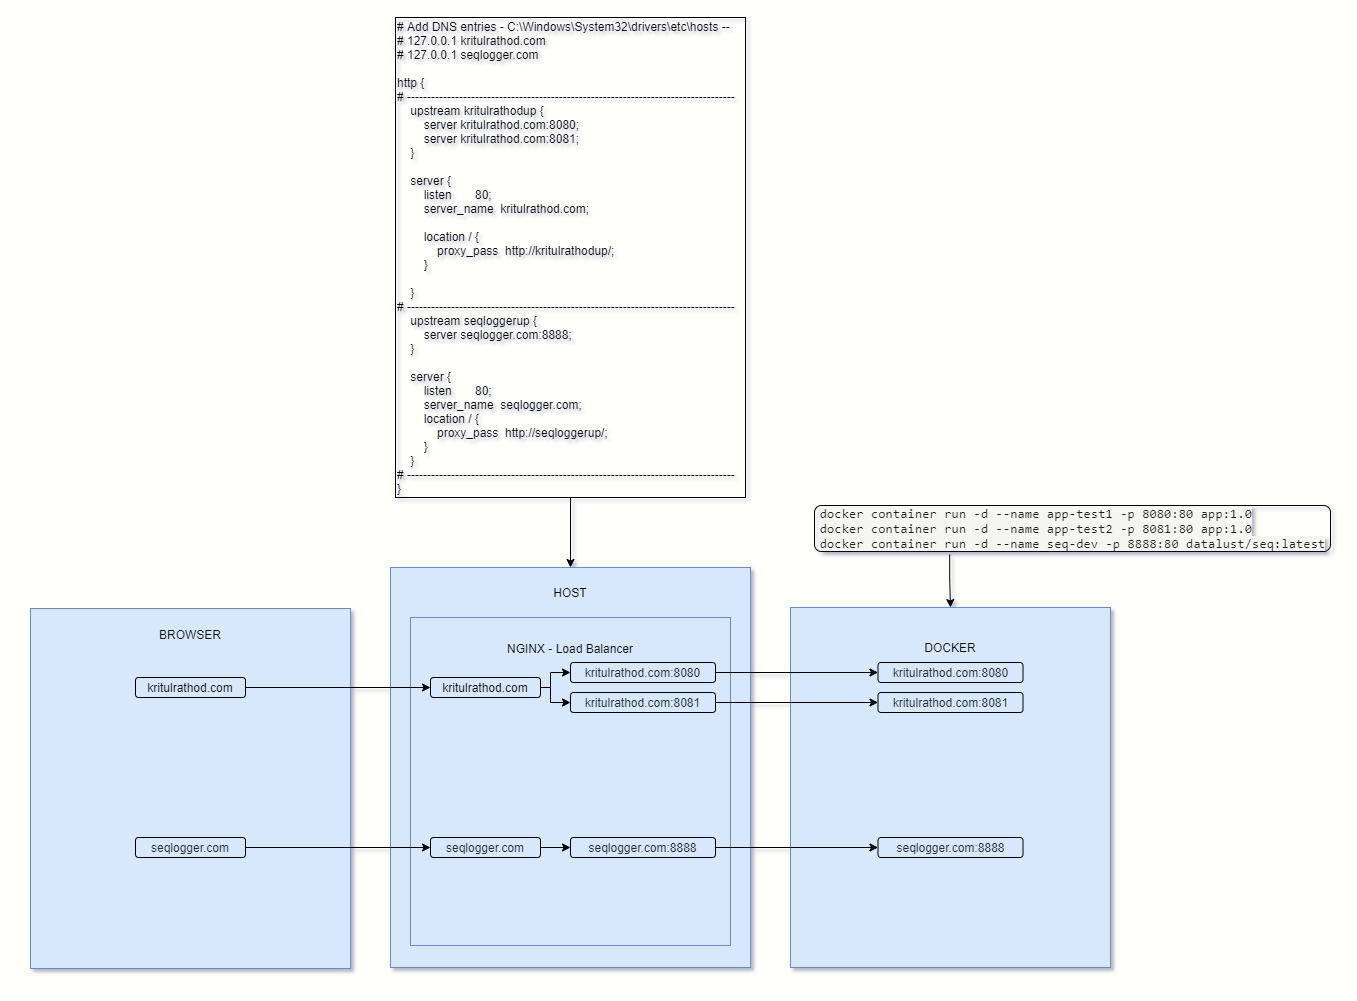 # Add DNS entries - C:\Windows\System32\drivers\etc\hosts --
# 127.0.0.1 kritulrathod.com
# 127.0.0.1 seqlogger.com
http {
# ------------------------------------------------------------------------------------
upstream kritulrathodup {
server kritulrathod.com:8080;
server kritulrathod.com:8081;
}
server {
listen 80;
server_name kritulrathod.com;
location / {
proxy_pass http://kritulrathodup/;
}
}
# ------------------------------------------------------------------------------------
upstream seqloggerup {
server seqlogger.com:8888;
}
server {
listen 80;
server_name seqlogger.com;
location / {
proxy_pass http://seqloggerup/;
}
}
# ------------------------------------------------------------------------------------
}
docker container run -d --name app-test1 -p 8080:80 app:1.0
docker container run -d --name app-test2 -p 8081:80 app:1.0
docker container run -d --name seq-dev -p 8888:80 datalust/seq:latest
BROWSER
kritulrathod.com
seqlogger.com
HOST
NGINX - Load Balancer
kritulrathod.com
kritulrathod.com:8080
kritulrathod.com:8081
seqlogger.com
seqlogger.com:8888
DOCKER
kritulrathod.com:8080
kritulrathod.com:8081
seqlogger.com:8888